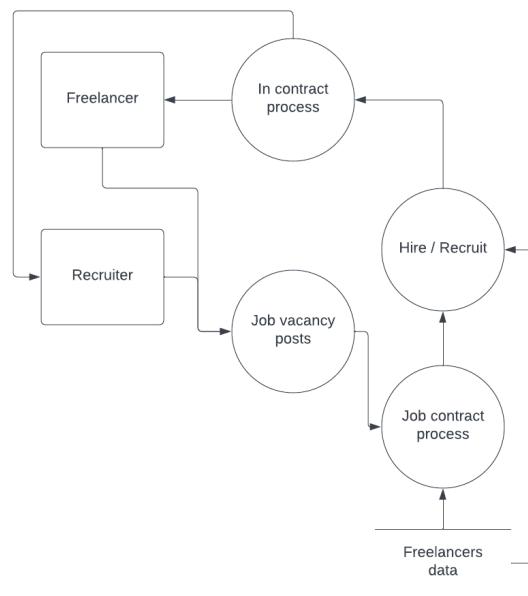 In contract
process
Freelancer
Hire / Recruit
Recruiter
Job vacancy
posts
Job contract
process
Freelancers
data